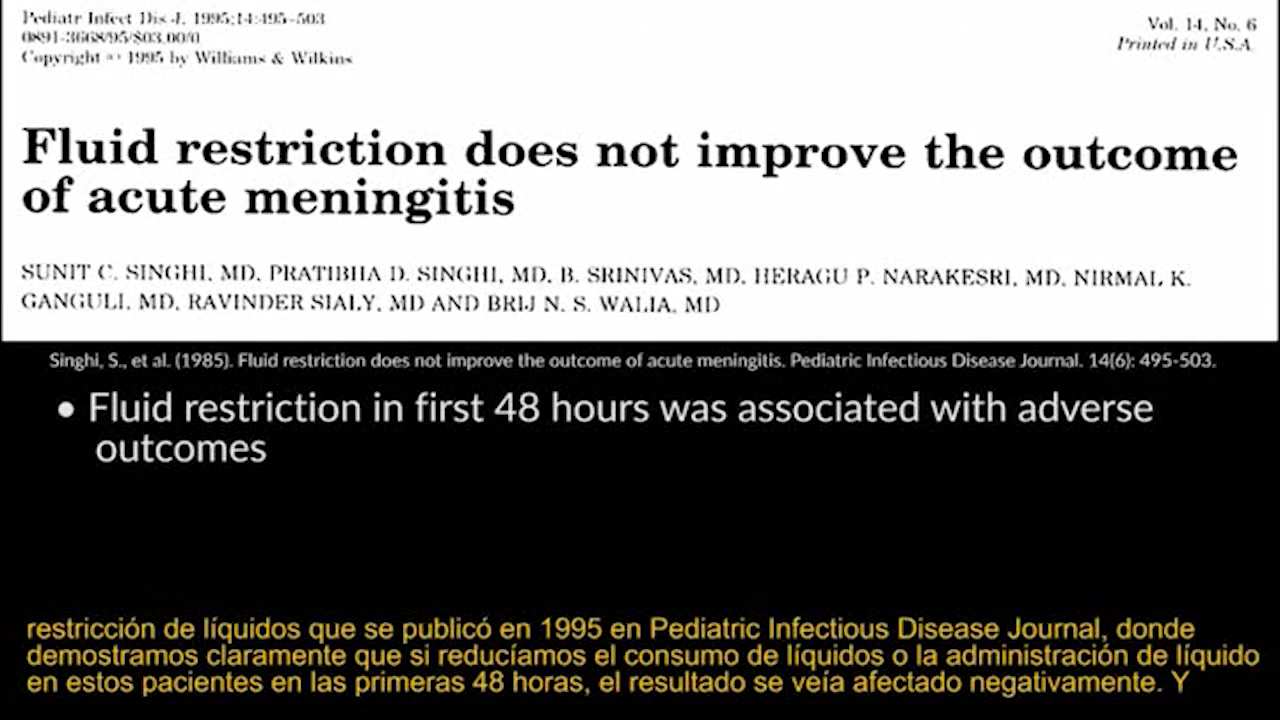 Pediatr Infect Dis J, 1995;14:495–503
0891-3668/95/$03.00/0
Copyright © 1995 by Williams & Wilkins
Vol. 14, No. 6
Printed in U.S.A.
Fluid restriction does not improve the outcome
of acute meningitis
SUNIT C. SINGHI, MD, PRATIBHA D. SINGHI, MD, B. SRINIVAS, MD, HERAGU P. NARAKESRI, MD, NIRMAL K.
GANGULI, MD, RAVINDER SIALY, MD AND BRIJ N. S. WALIA, MD
Singhi, S., et al. (1985). Fluid restriction does not improve the outcome of acute meningitis. Pediatric Infectious Disease Journal. 14(6): 495-503.
• Fluid restriction in first 48 hours was associated with adverse
outcomes
restricción de líquidos que se publicó en 1995 en Pediatric Infectious Disease Journal, donde
demostramos claramente que si reducíamos el consumo de líquidos o la administración de líquido
en estos pacientes en las primeras 48 horas, el resultado se veía afectado negativamente. Y